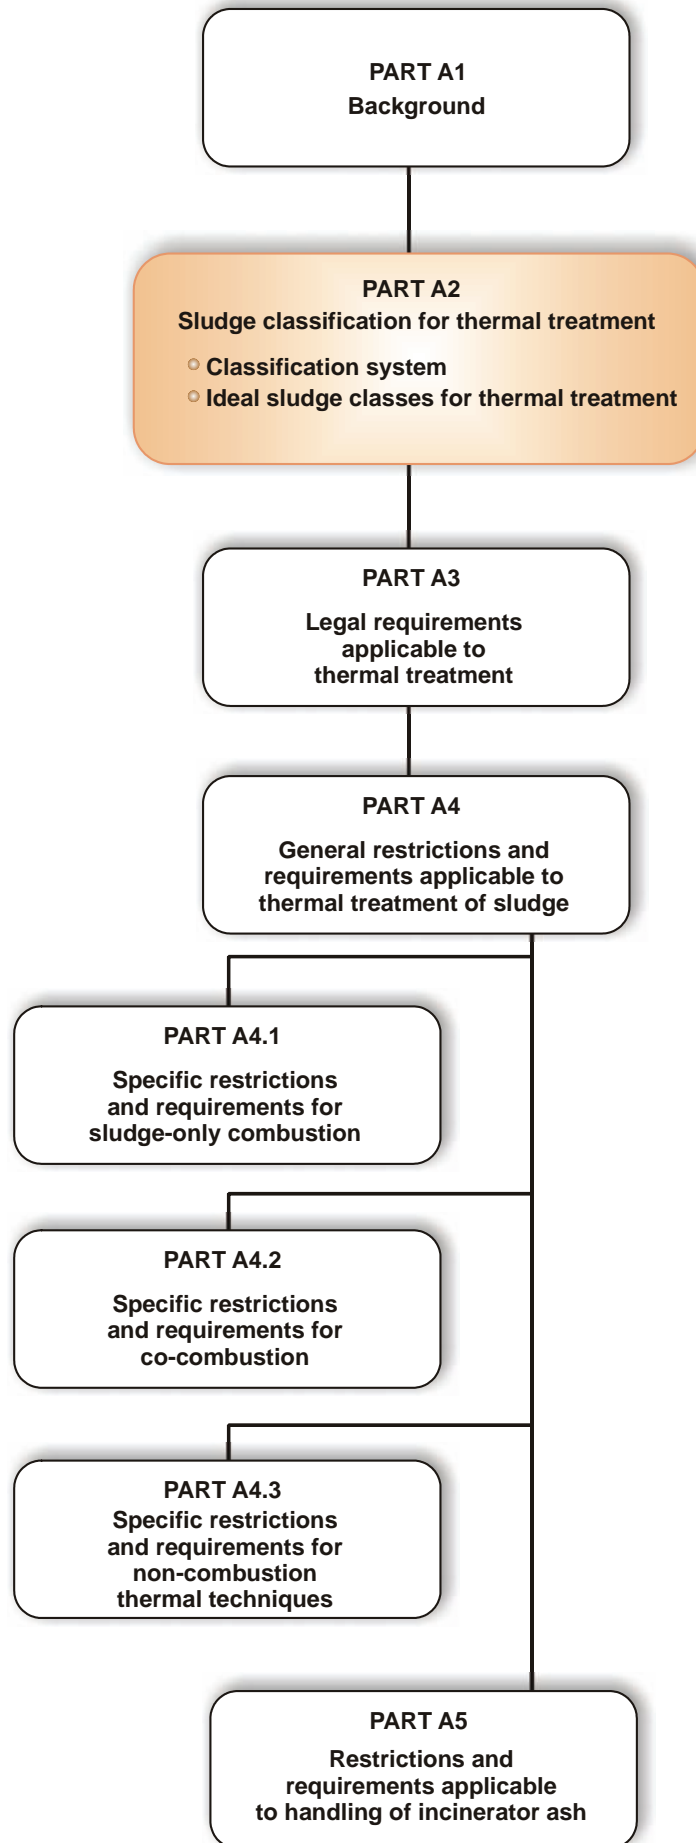 PART A1
Background
PART A2
Sludge classification for thermal treatment
Classification system
Ideal sludge classes for thermal treatment
PART A3
Legal requirements
applicable to
thermal treatment
PART A4
General restrictions and
requirements applicable to
thermal treatment of sludge
PART A4.1
Specific restrictions
and requirements for
sludge-only combustion
PART A4.2
Specific restrictions
and requirements for
co-combustion
PART A4.3
Specific restrictions
and requirements for
non-combustion
thermal techniques
PART A5
Restrictions and
requirements applicable
to handling of incinerator ash